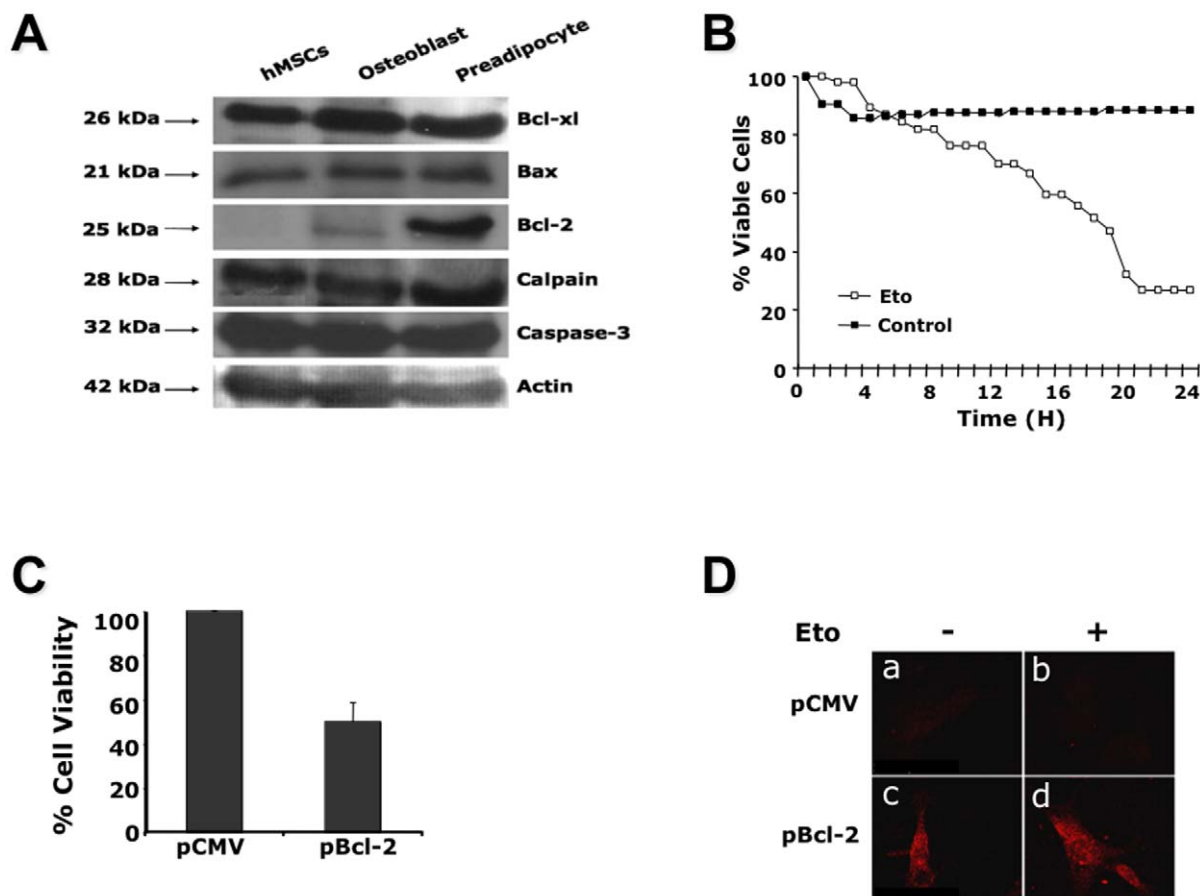 A
hMSCs Osteoblast Preadipocyte
26 kDa Bcl-xl
21 kDa Bax
25 kDa Bcl-2
28 kDa Calpain
32 kDa Caspase-3
42 kDa Actin
B
% Viable Cells
100
80
60
40
20
0
Eto
Control
0 4 8 12 16 20 24
Time (H)
C
% Cell Viability
100
80
60
40
20
0
pCMV pBcl-2
D
Eto - +
pCMV a b
pBcl-2 c d